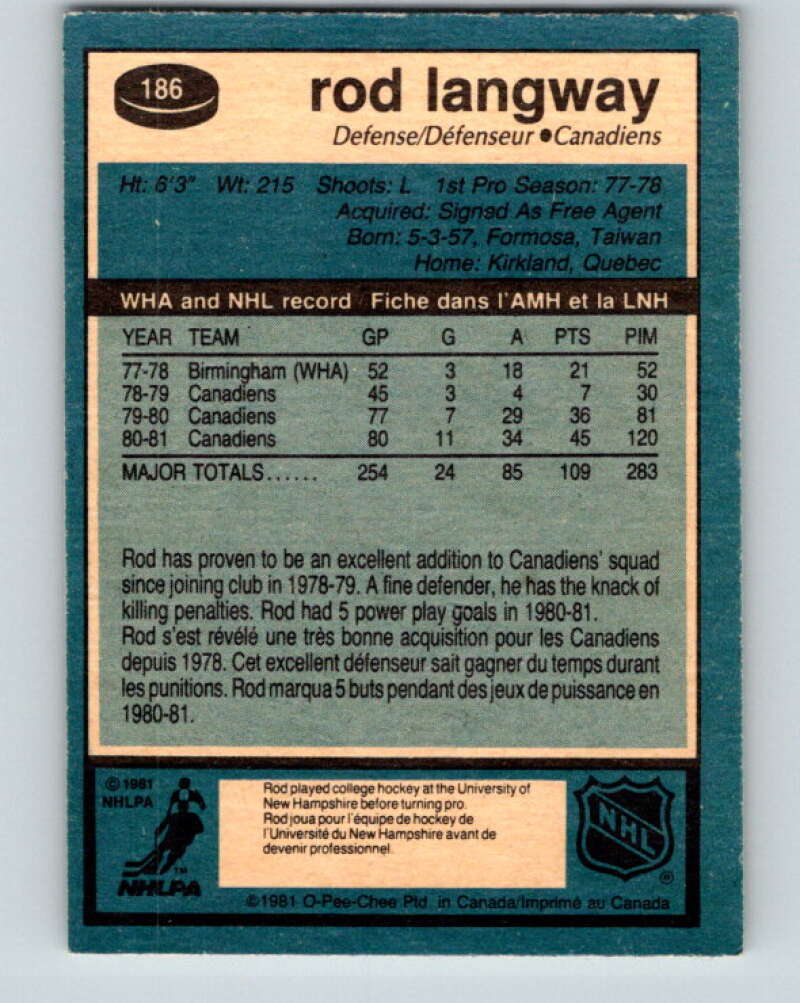 186
rod langway
Defense/Défenseur ● Canadiens
Ht: 6'3" Wt: 215 Shoots: L 1st Pro Season: 77-78
Acquired: Signed As Free Agent
Born: 5-3-57, Formosa, Taiwan
Home: Kirkland, Quebec
WHA and NHL record Fiche dans l'AMH et la LNH
YEAR TEAM GP G A PTS PIM
77-78 Birmingham (WHA) 52 3 18 21 52
78-79 Canadiens 45 3 4 7 30
79-80 Canadiens 77 7 29 36 81
80-81 Canadiens 80 11 34 45 120
MAJOR TOTALS...... 254 24 85 109 283
Rod has proven to be an excellent addition to Canadiens' squad
since joining club in 1978-79. A fine defender, he has the knack of
killing penalties. Rod had 5 power play goals in 1980-81.
Rod s'est révélé une très bonne acquisition pour les Canadiens
depuis 1978. Cet excellent défenseur sait gagner du temps durant
les punitions. Rod marqua 5 buts pendant des jeux de puissance en
1980-81.
© 1981
NHLPA
TM
NHLPA
Rod played college hockey at the University of
New Hampshire before turning pro.
Rod joua pour l'équipe de hockey de
l'Université du New Hampshire avant de
devenir professionnel.
NHL
®
©1981 O-Pee-Chee Ptd. in Canada/Imprimé au Canada